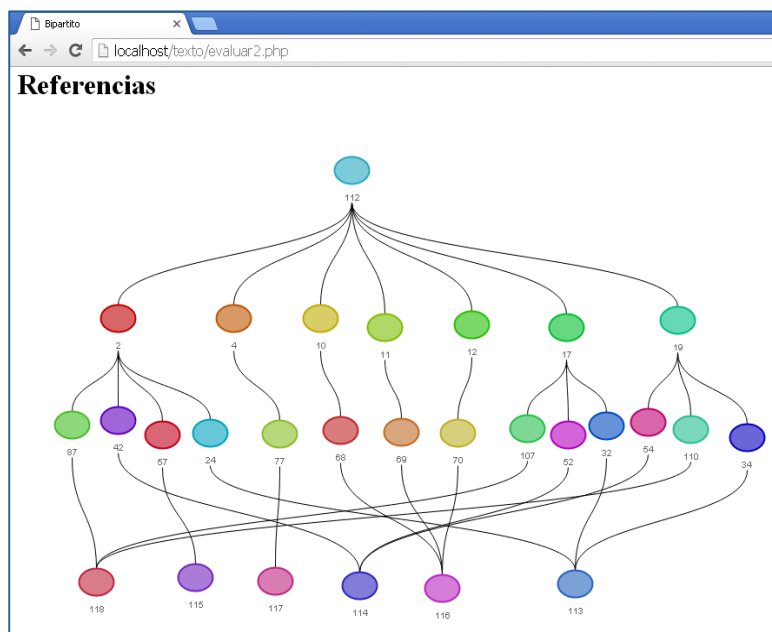 Bipartito
localhost/texto/evaluar2.php
Referencias
112
2 4 10 11 12 17 19
87 42 57 24 77 68 69 70 107 52 32 54 110 34
118 115 117 114 116 113